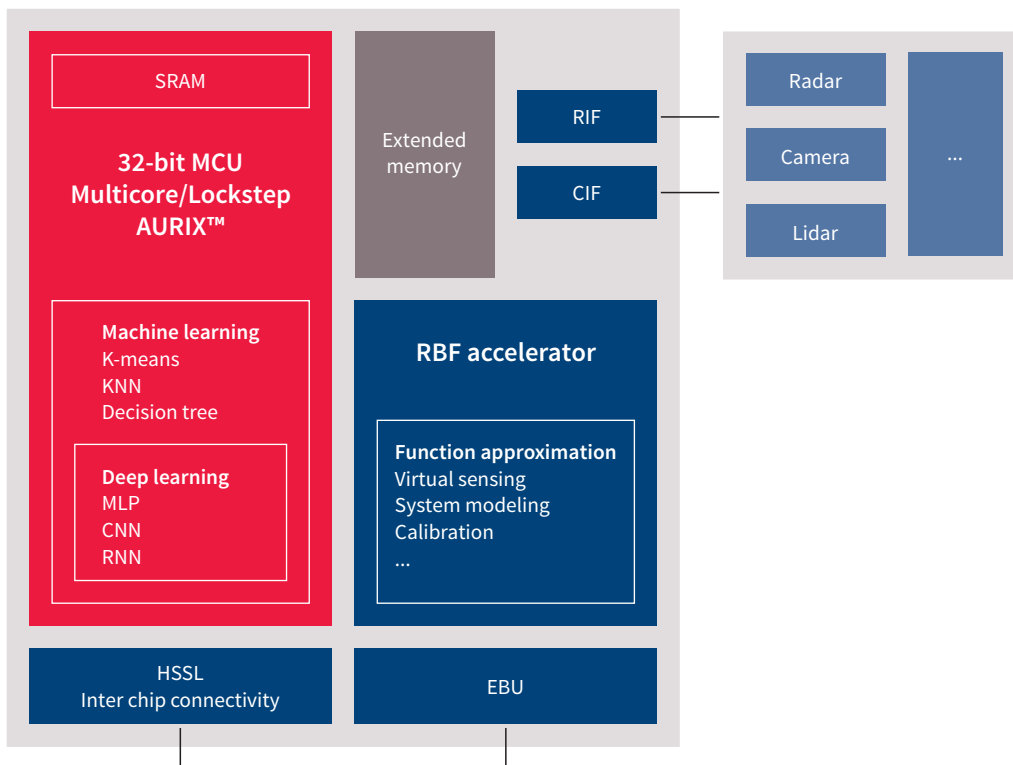 SRAM
32-bit MCU
Multicore/Lockstep
AURIX™
Machine learning
K-means
KNN
Decision tree
Deep learning
MLP
CNN
RNN
Extended
memory
RIF
CIF
Radar
Camera
Lidar
...
RBF accelerator
Function approximation
Virtual sensing
System modeling
Calibration
...
HSSL
Inter chip connectivity
EBU